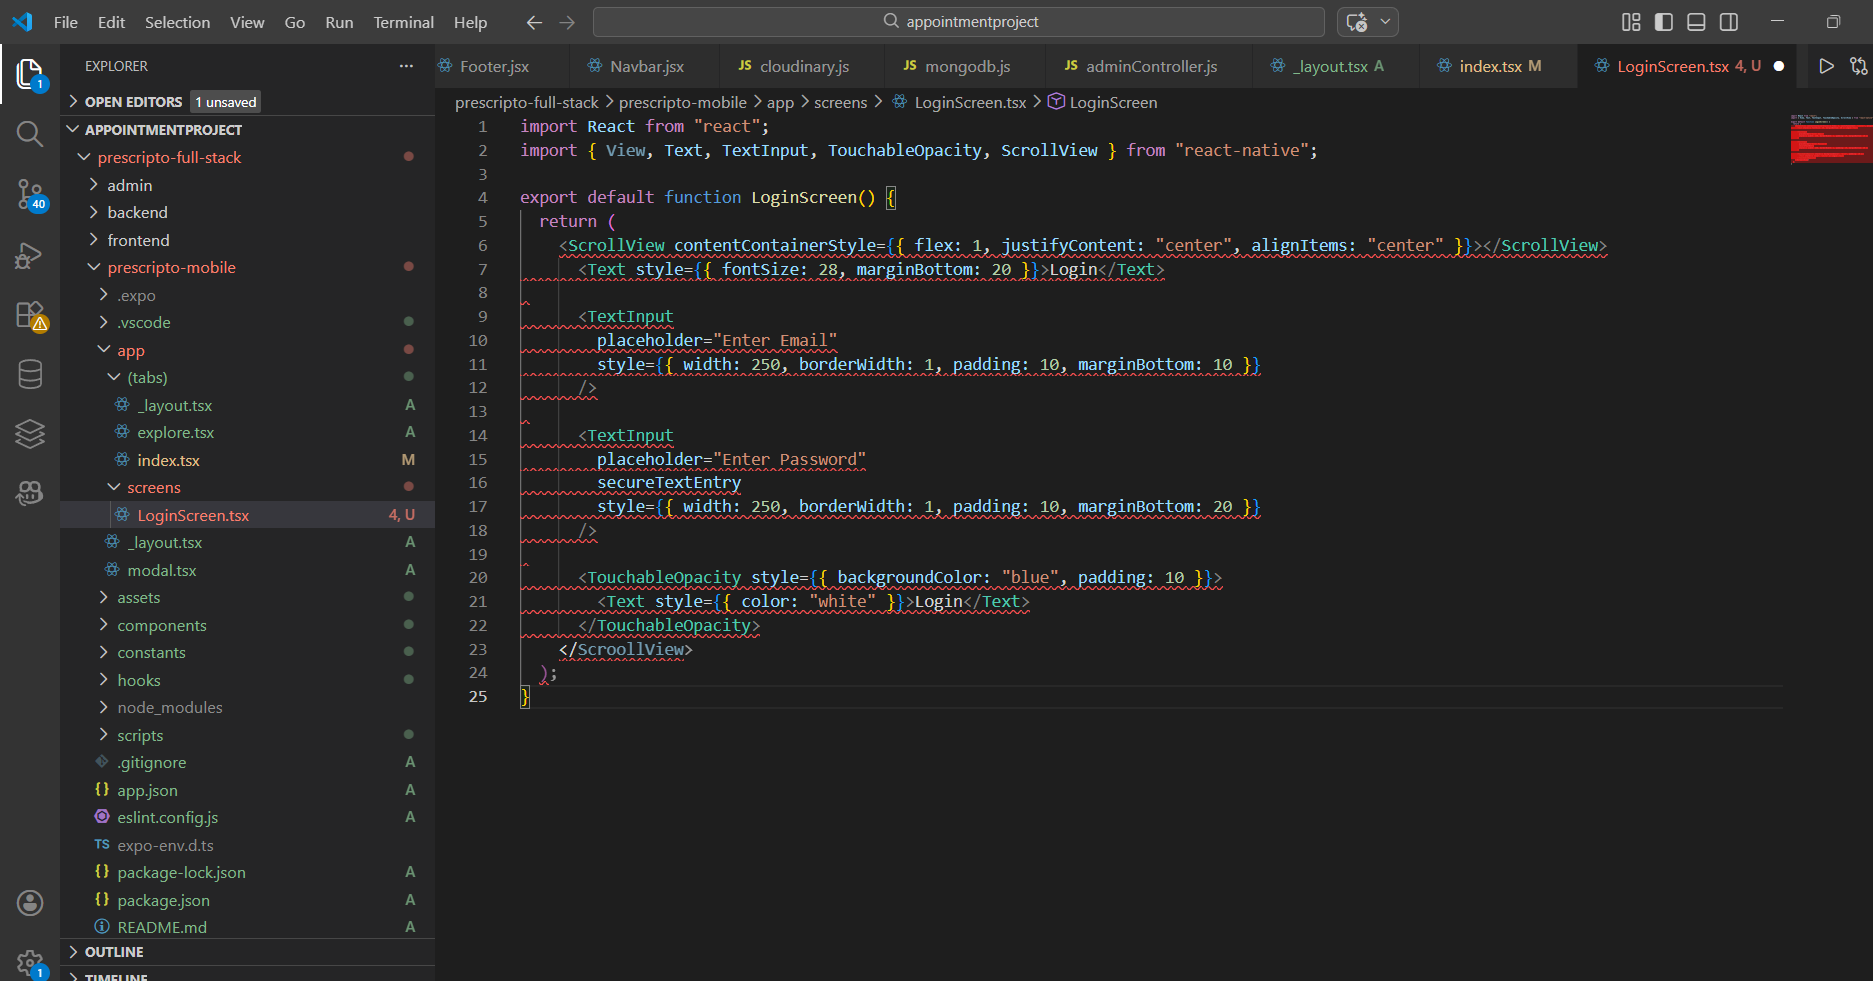 File Edit Selection View Go Run Terminal Help
appointmentproject
EXPLORER
OPEN EDITORS 1 unsaved
APPOINTMENTPROJECT
prescripto-full-stack
admin
backend
frontend
prescripto-mobile
.expo
.vscode
app
(tabs)
_layout.tsx A
explore.tsx A
index.tsx M
screens
LoginScreen.tsx 4, U
_layout.tsx A
modal.tsx A
assets
components
constants
hooks
node_modules
scripts
.gitignore A
app.json A
eslint.config.js A
TS expo-env.d.ts
package-lock.json A
package.json A
README.md A
OUTLINE
TIMELINE
1
40
1
Footer.jsx Navbar.jsx JS cloudinary.js JS mongodb.js JS adminController.js _layout.tsx A index.tsx M LoginScreen.tsx 4, U
prescripto-full-stack > prescripto-mobile > app > screens > LoginScreen.tsx > LoginScreen
1 import React from "react";
2 import { View, Text, TextInput, TouchableOpacity, ScrollView } from "react-native";
3
4 export default function LoginScreen() {
5 return (
6 <ScrollView contentContainerStyle={{ flex: 1, justifyContent: "center", alignItems: "center" }}></ScrollView>
7 <Text style={{ fontSize: 28, marginBottom: 20 }}>Login</Text>
8
9 <TextInput
10 placeholder="Enter Email"
11 style={{ width: 250, borderWidth: 1, padding: 10, marginBottom: 10 }}
12 />
13
14 <TextInput
15 placeholder="Enter Password"
16 secureTextEntry
17 style={{ width: 250, borderWidth: 1, padding: 10, marginBottom: 20 }}
18 />
19
20 <TouchableOpacity style={{ backgroundColor: "blue", padding: 10 }}>
21 <Text style={{ color: "white" }}>Login</Text>
22 </TouchableOpacity>
23 </ScroollView>
24 );
25 }